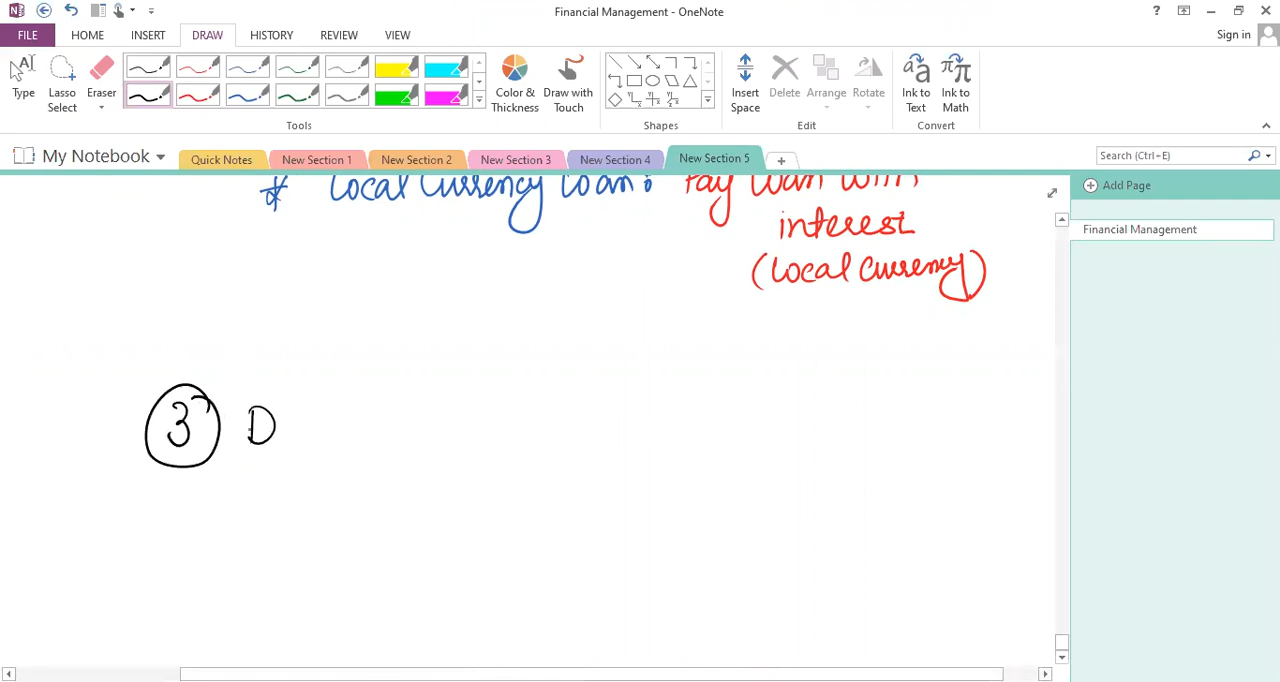 Financial Management - OneNote
FILE HOME INSERT DRAW HISTORY REVIEW VIEW Sign in
Type Lasso Select Eraser Color & Thickness Draw with Touch Insert Space Delete Arrange Rotate Ink to Text Ink to Math
Tools Shapes Edit Convert
My Notebook Quick Notes New Section 1 New Section 2 New Section 3 New Section 4 New Section 5 Search (Ctrl+E)
Add Page
Financial Management
* Local Currency Loan: Pay loan with
interest
(Local Currency)
3 D